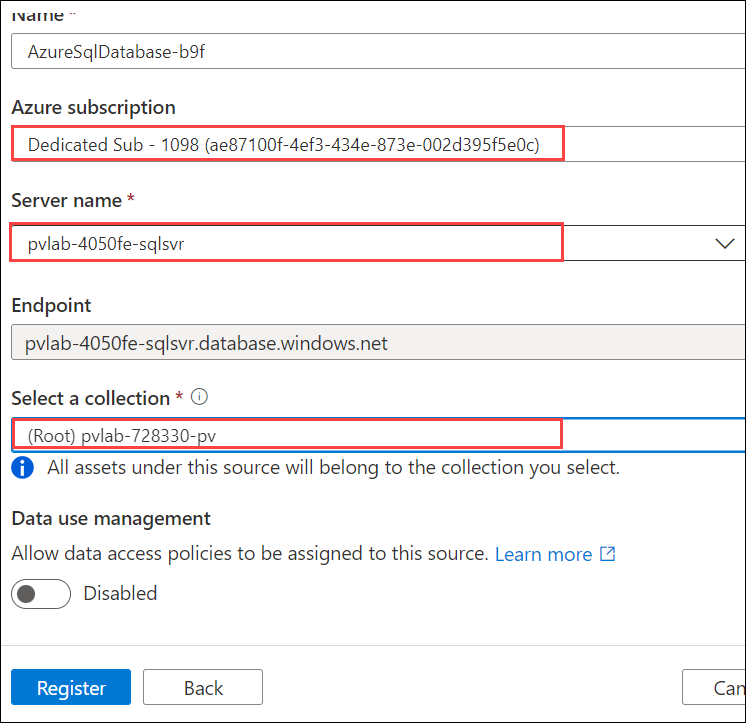 Name *
AzureSqlDatabase-b9f
Azure subscription
Dedicated Sub - 1098 (ae87100f-4ef3-434e-873e-002d395f5e0c)
Server name *
pvlab-4050fe-sqlsvr
Endpoint
pvlab-4050fe-sqlsvr.database.windows.net
Select a collection *
(Root) pvlab-728330-pv
All assets under this source will belong to the collection you select.
Data use management
Allow data access policies to be assigned to this source. Learn more
Disabled
Register Back Can